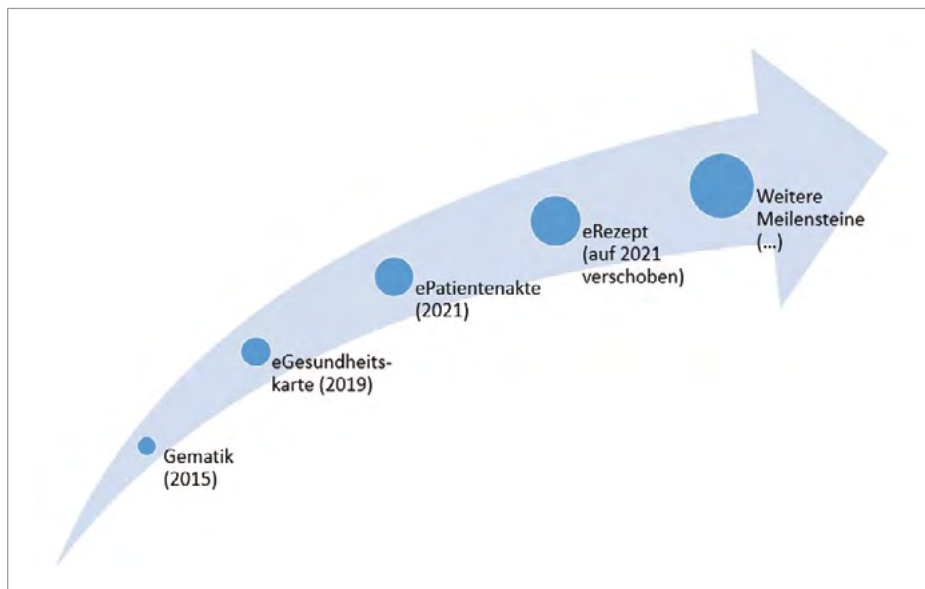 Gematik
(2015)
eGesundheits-
karte (2019)
ePatientenakte
(2021)
eRezept
(auf 2021
verschoben)
Weitere
Meilensteine
(...)